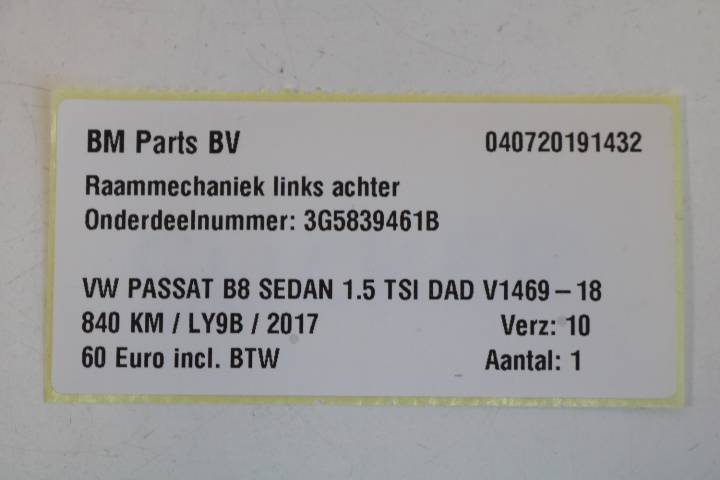 BM Parts BV 040720191432
Raammechaniek links achter
Onderdeelnummer: 3G5839461B
VW PASSAT B8 SEDAN 1.5 TSI DAD V1469-18
840 KM / LY9B / 2017 Verz: 10
60 Euro incl. BTW Aantal: 1